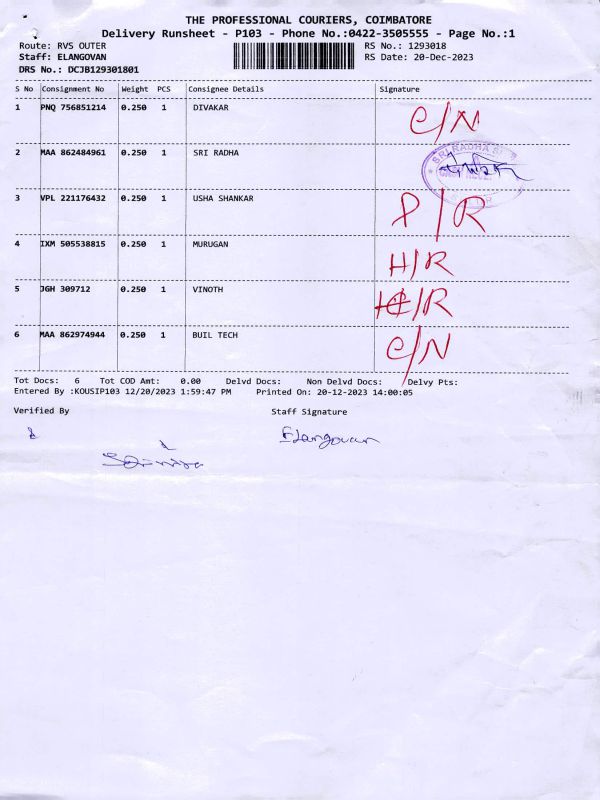 THE PROFESSIONAL COURIERS, COIMBATORE
Delivery Runsheet - P103 - Phone No.:0422-3505555 - Page No.:1
Route: RVS OUTER RS No.: 1293018
Staff: ELANGOVAN RS Date: 20-Dec-2023
DRS No.: DCJB129301801
S No Consignment No Weight PCS Consignee Details Signature
1 PNQ 756851214 0.250 1 DIVAKAR C/N
2 MAA 862484961 0.250 1 SRI RADHA SRI RADHA
3 VPL 221176432 0.250 1 USHA SHANKAR P/R
4 IXM 505538815 0.250 1 MURUGAN H/R
5 JGH 309712 0.250 1 VINOTH /R
6 MAA 862974944 0.250 1 BUIL TECH C/N
Tot Docs: 6 Tot COD Amt: 0.00 Delvd Docs: Non Delvd Docs: Delvy Pts:
Entered By :KOUSIP103 12/20/2023 1:59:47 PM Printed On: 20-12-2023 14:00:05
Verified By Staff Signature
Elangovan